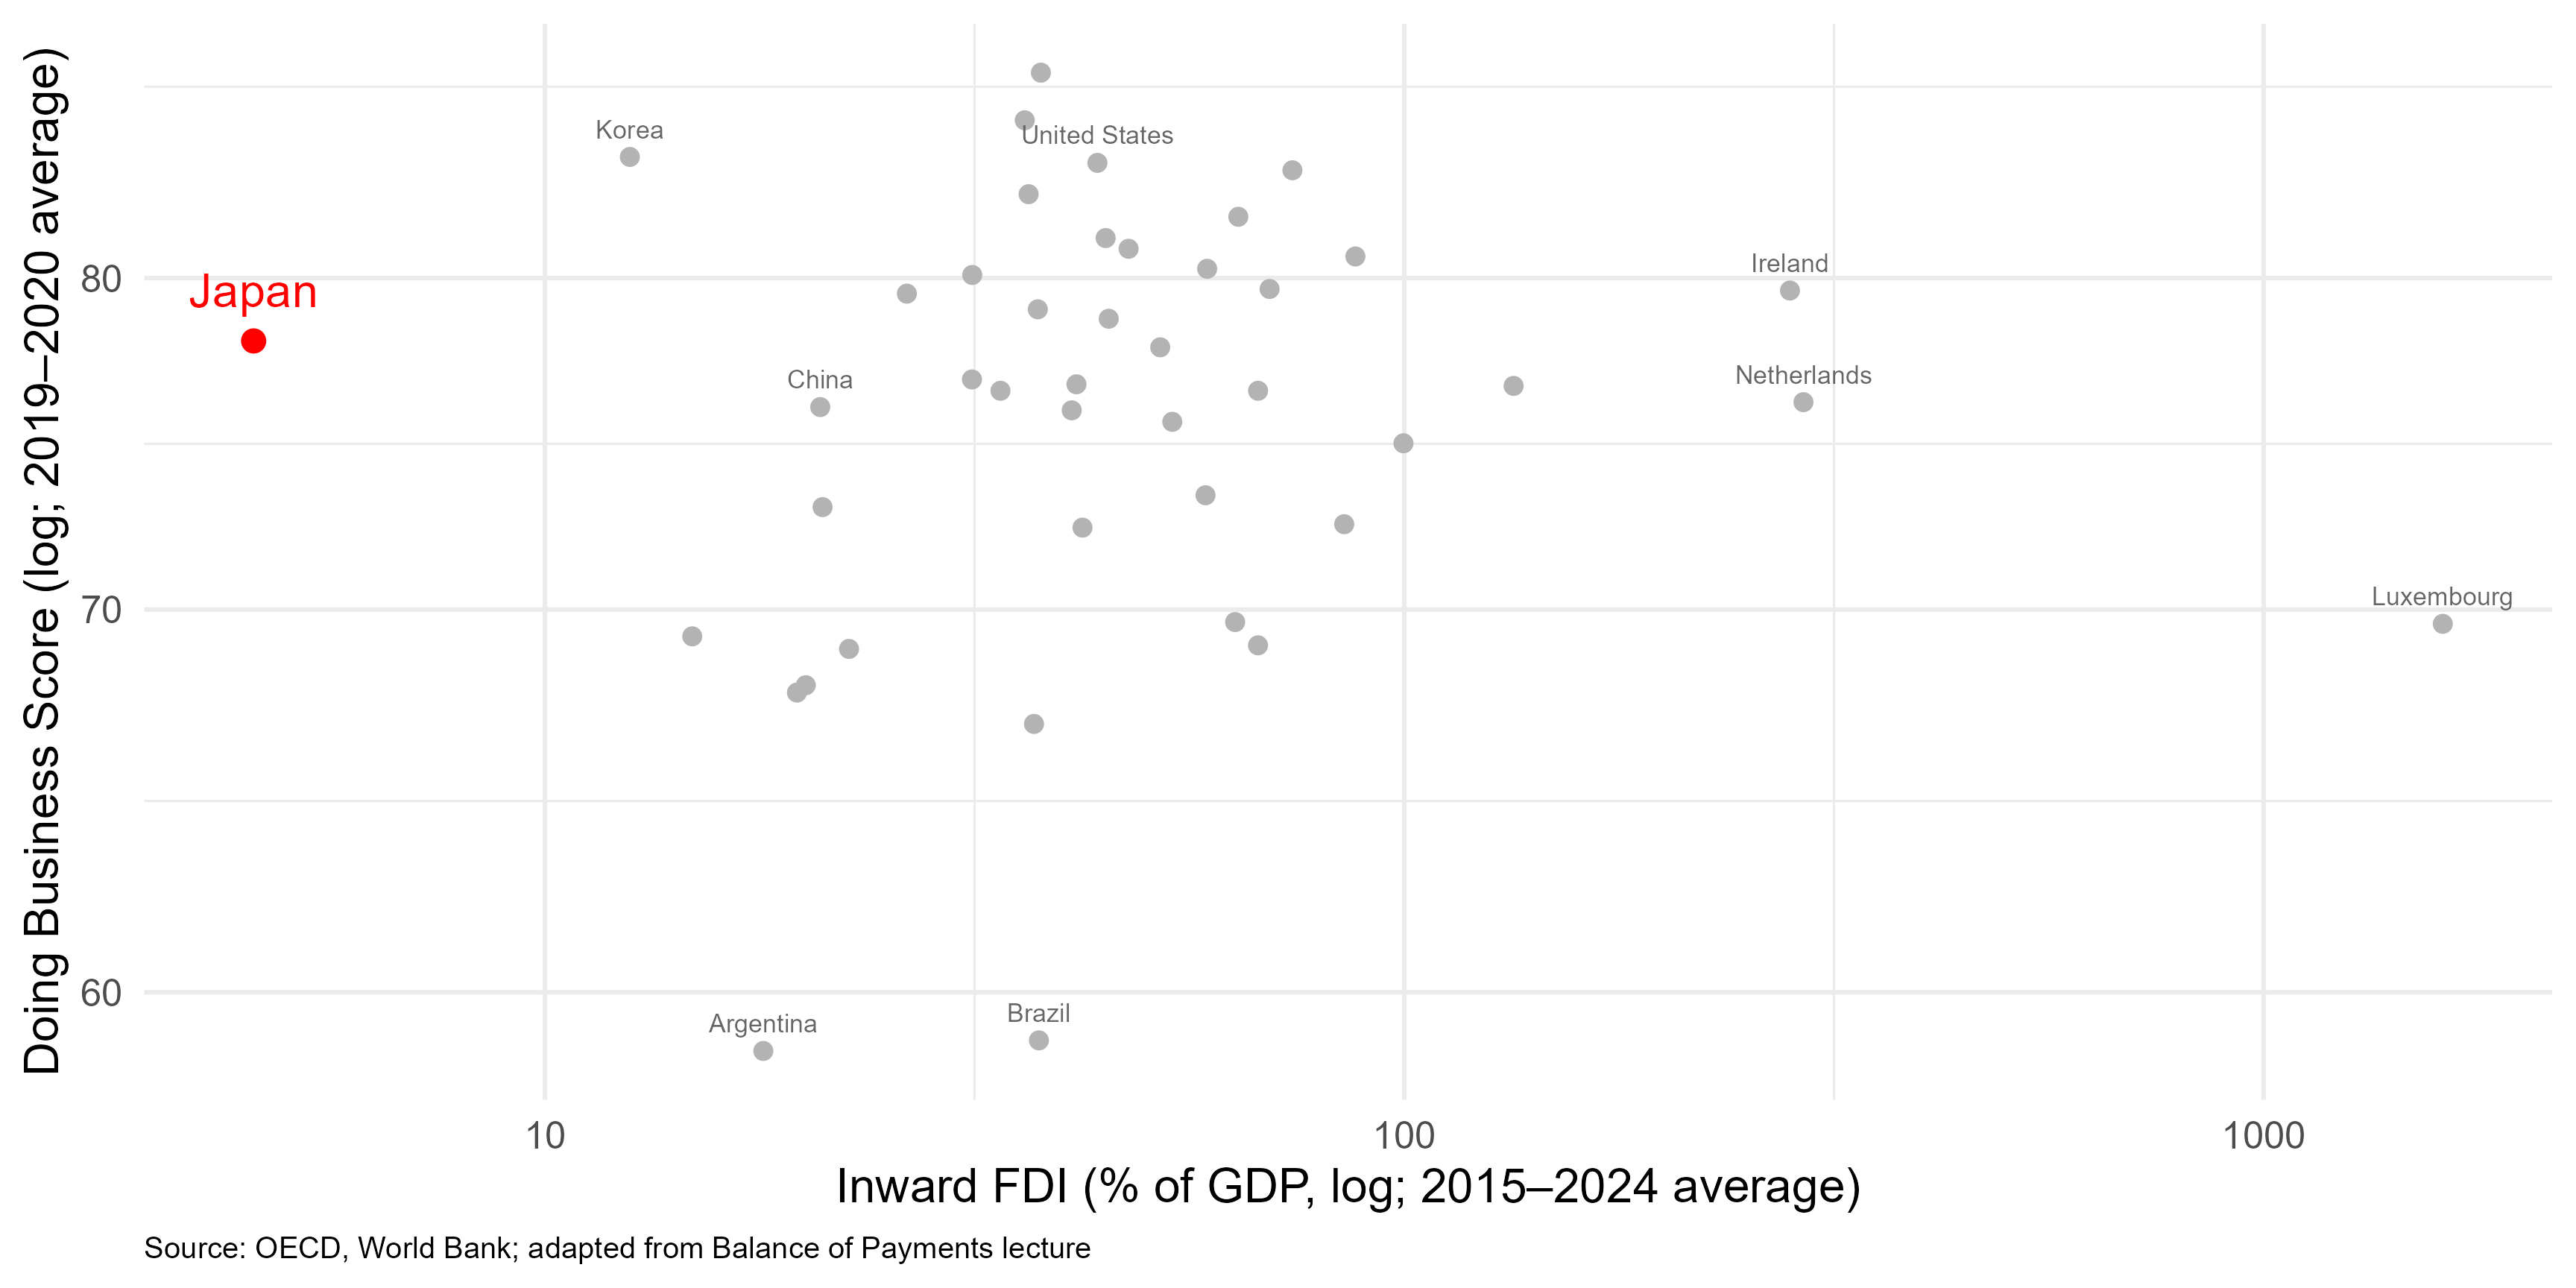 Doing Business Score (log; 2019–2020 average)
80
70
60
Korea
United States
Japan
Ireland
China
Netherlands
Luxembourg
Argentina
Brazil
10
100
1000
Inward FDI (% of GDP, log; 2015–2024 average)
Source: OECD, World Bank; adapted from Balance of Payments lecture